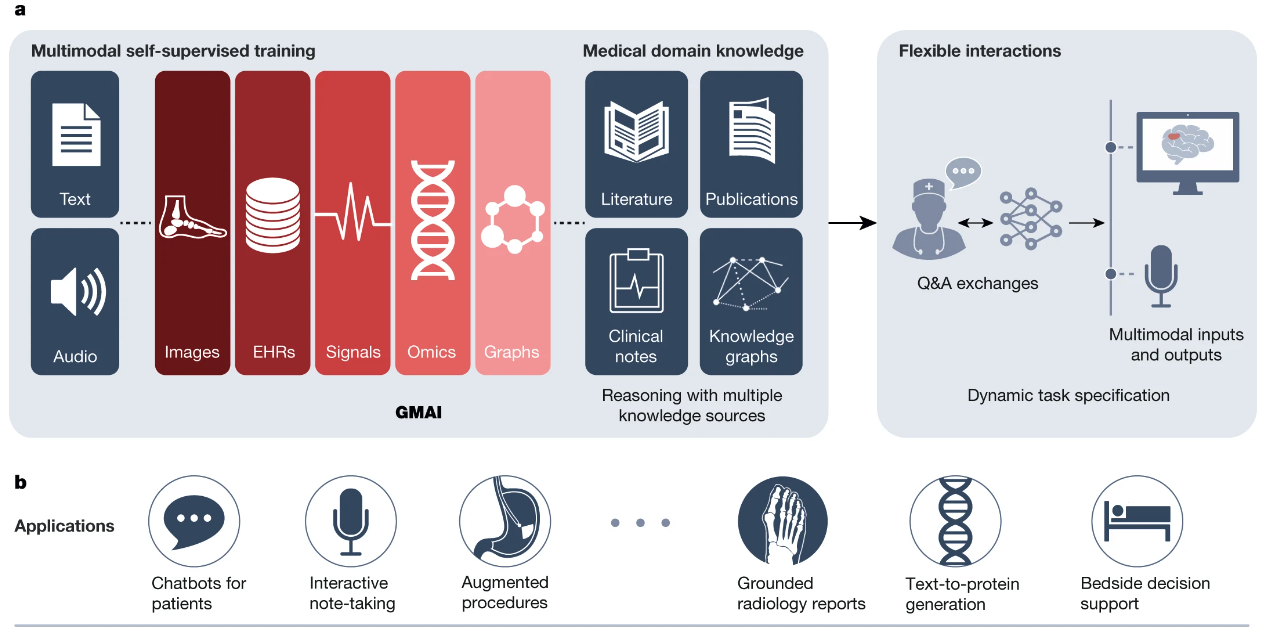 a
Multimodal self-supervised training
Medical domain knowledge
Flexible interactions
Text
Audio
Images
EHRs
Signals
Omics
Graphs
Literature
Publications
Clinical
notes
Knowledge
graphs
Reasoning with multiple
knowledge sources
GMAI
Q&A exchanges
Multimodal inputs
and outputs
Dynamic task specification
b
Applications
Chatbots for
patients
Interactive
note-taking
Augmented
procedures
Grounded
radiology reports
Text-to-protein
generation
Bedside decision
support